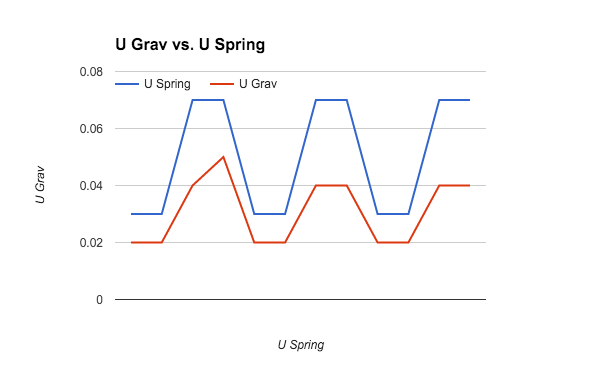 U Grav vs. U Spring
0.08
U Spring U Grav
0.06
0.04
0.02
0
U Grav
U Spring